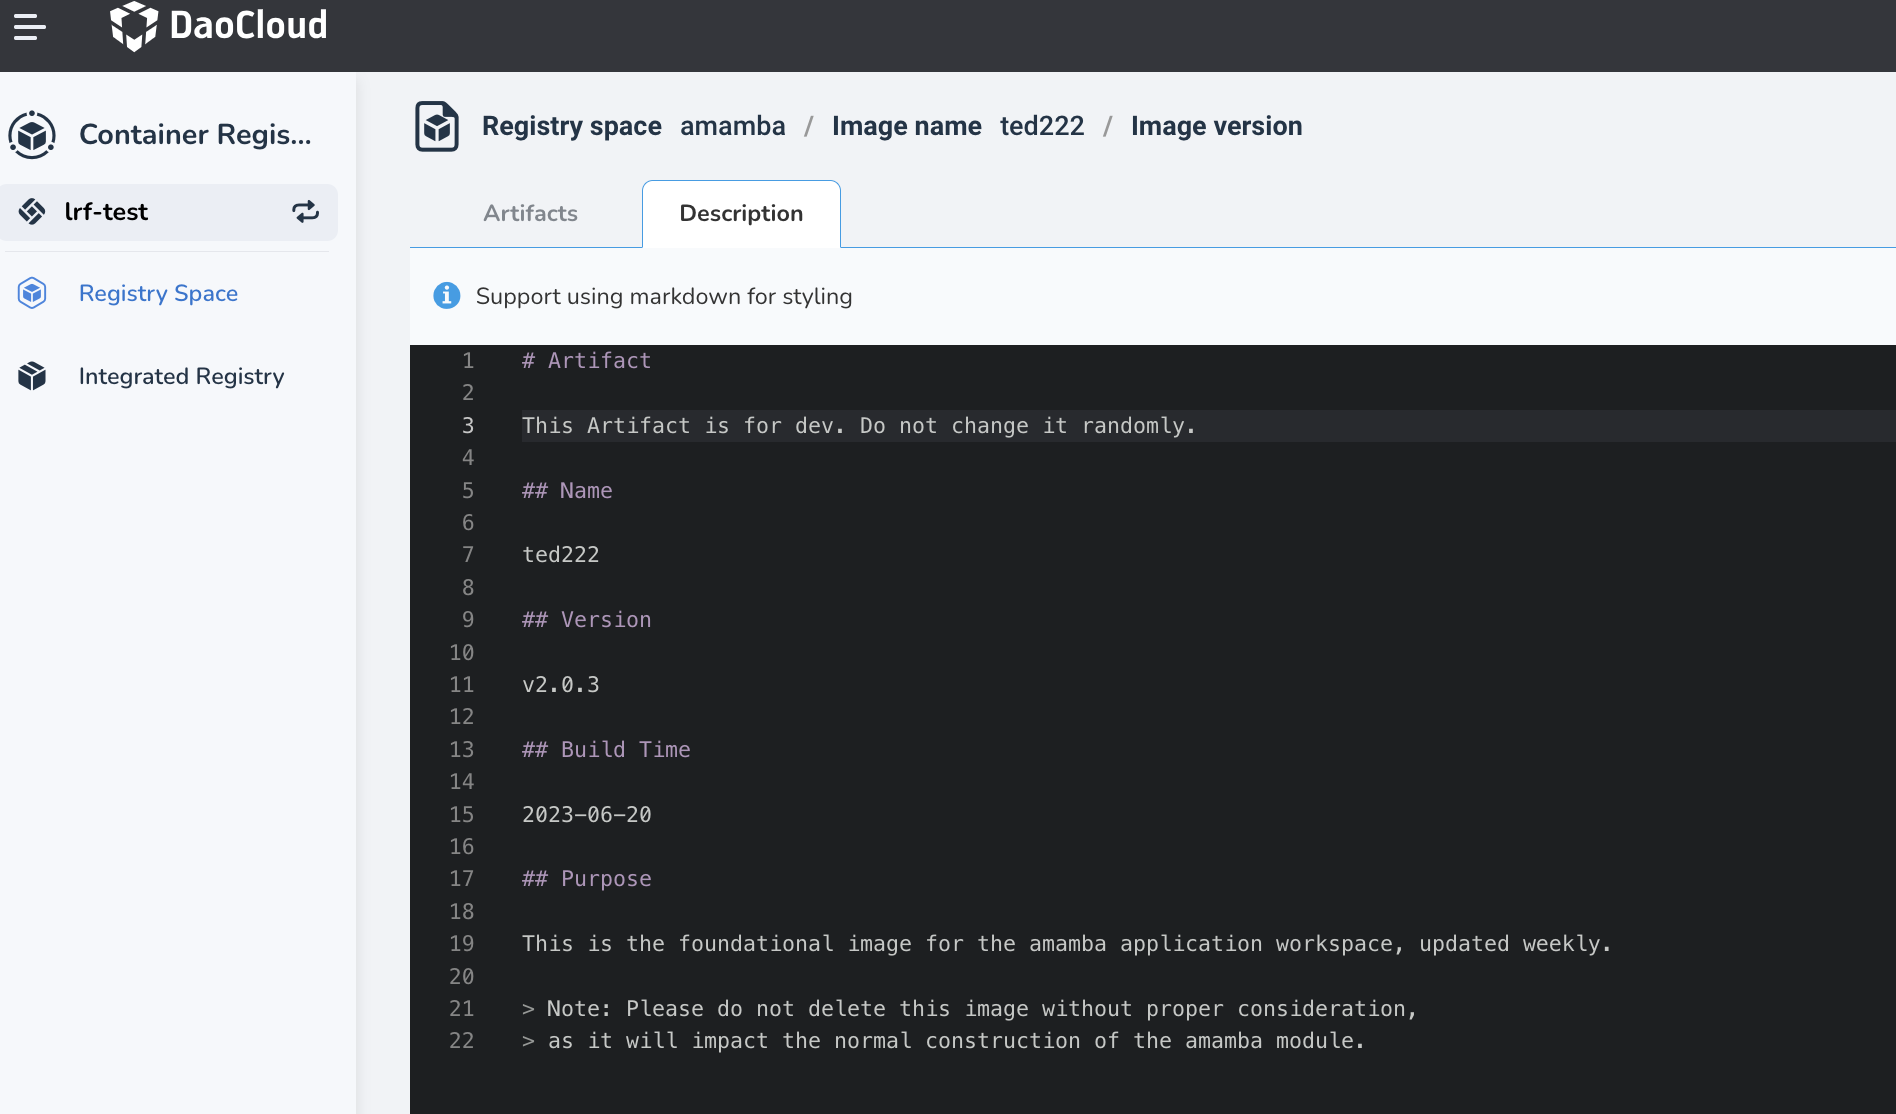 DaoCloud
Container Regis...
lrf-test
Registry Space
Integrated Registry
Registry space amamba / Image name ted222 / Image version
Artifacts
Description
Support using markdown for styling
1 # Artifact
2
3 This Artifact is for dev. Do not change it randomly.
4
5 ## Name
6
7 ted222
8
9 ## Version
10
11 v2.0.3
12
13 ## Build Time
14
15 2023-06-20
16
17 ## Purpose
18
19 This is the foundational image for the amamba application workspace, updated weekly.
20
21 > Note: Please do not delete this image without proper consideration,
22 > as it will impact the normal construction of the amamba module.